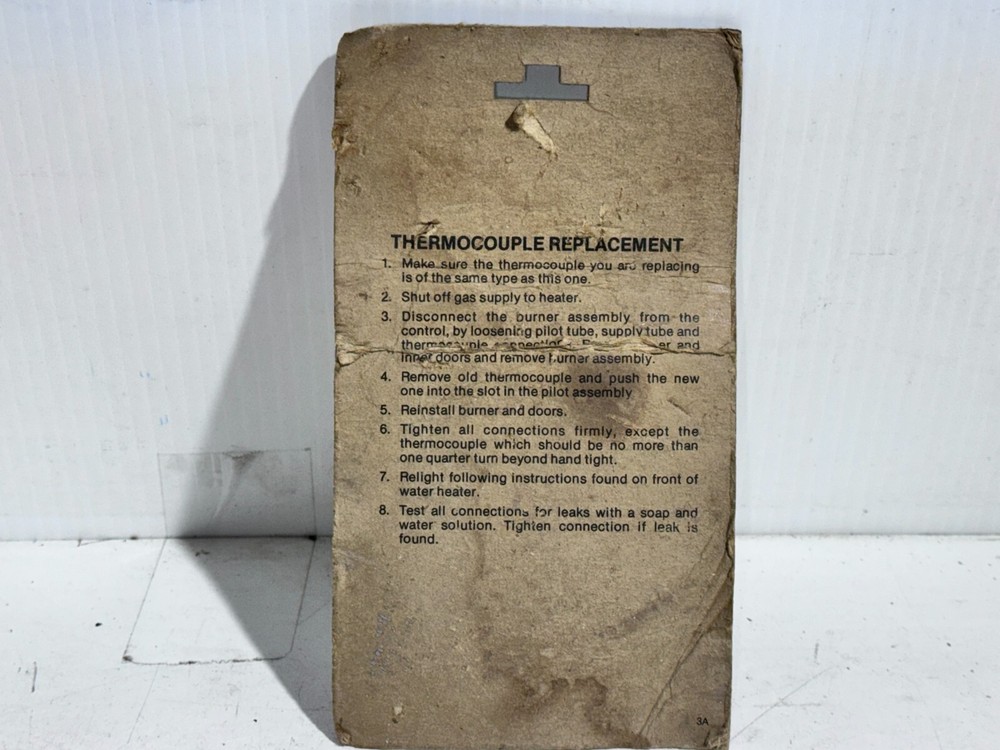 THERMOCOUPLE REPLACEMENT
1. Make sure the thermocouple you are replacing
is of the same type as this one.
2. Shut off gas supply to heater.
3. Disconnect the burner assembly from the
control, by loosening pilot tube, supply tube and
thermocouple connection. er and
inner doors and remove burner assembly.
4. Remove old thermocouple and push the new
one into the slot in the pilot assembly
5. Reinstall burner and doors.
6. Tighten all connections firmly, except the
thermocouple which should be no more than
one quarter turn beyond hand tight.
7. Relight following instructions found on front of
water heater.
8. Test all connections for leaks with a soap and
water solution. Tighten connection if leak is
found.
3A